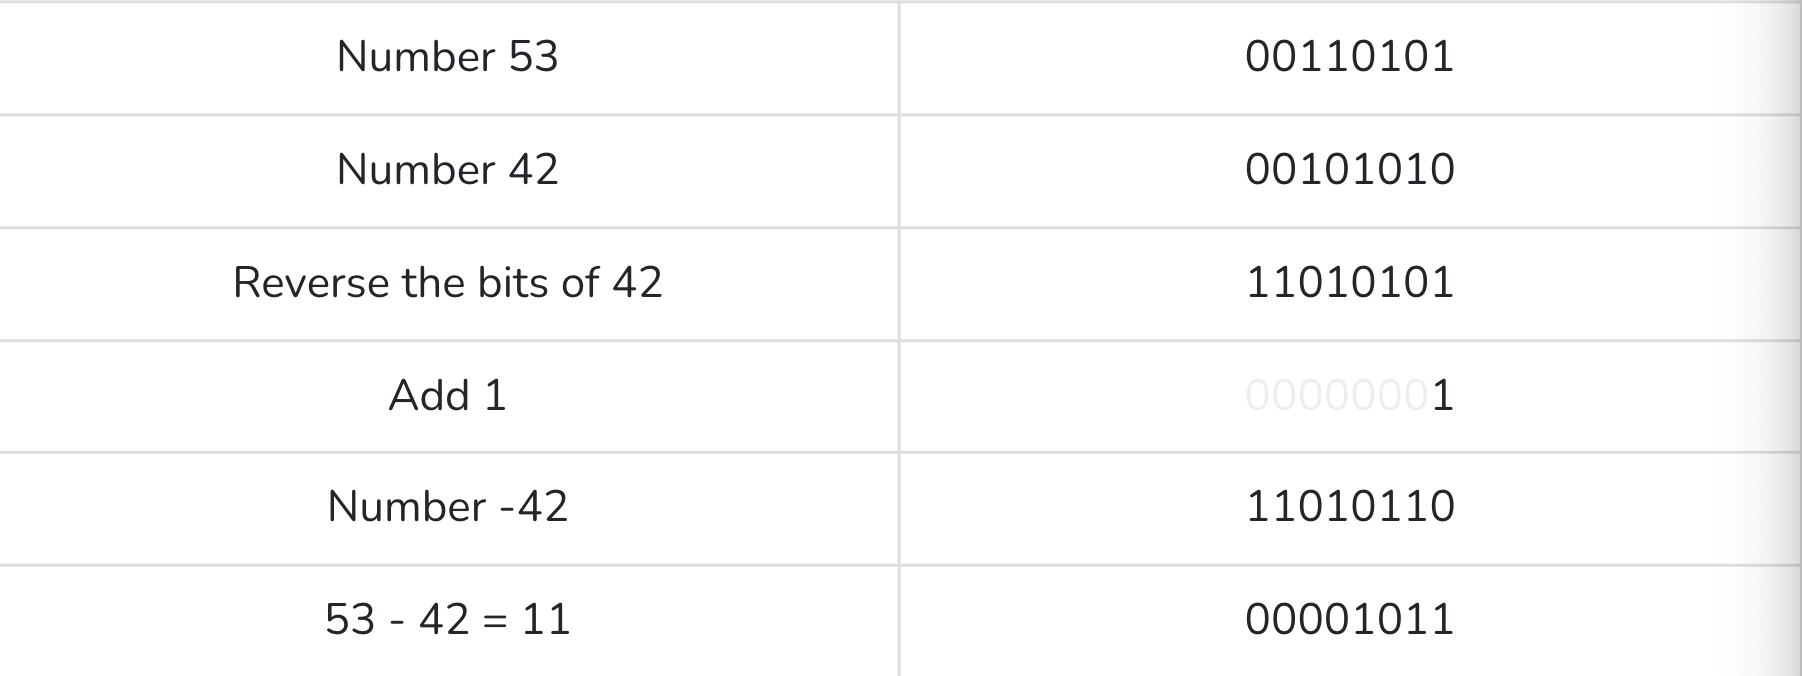 Number 53 00110101
Number 42 00101010
Reverse the bits of 42 11010101
Add 1 00000001
Number -42 11010110
53 - 42 = 11 00001011